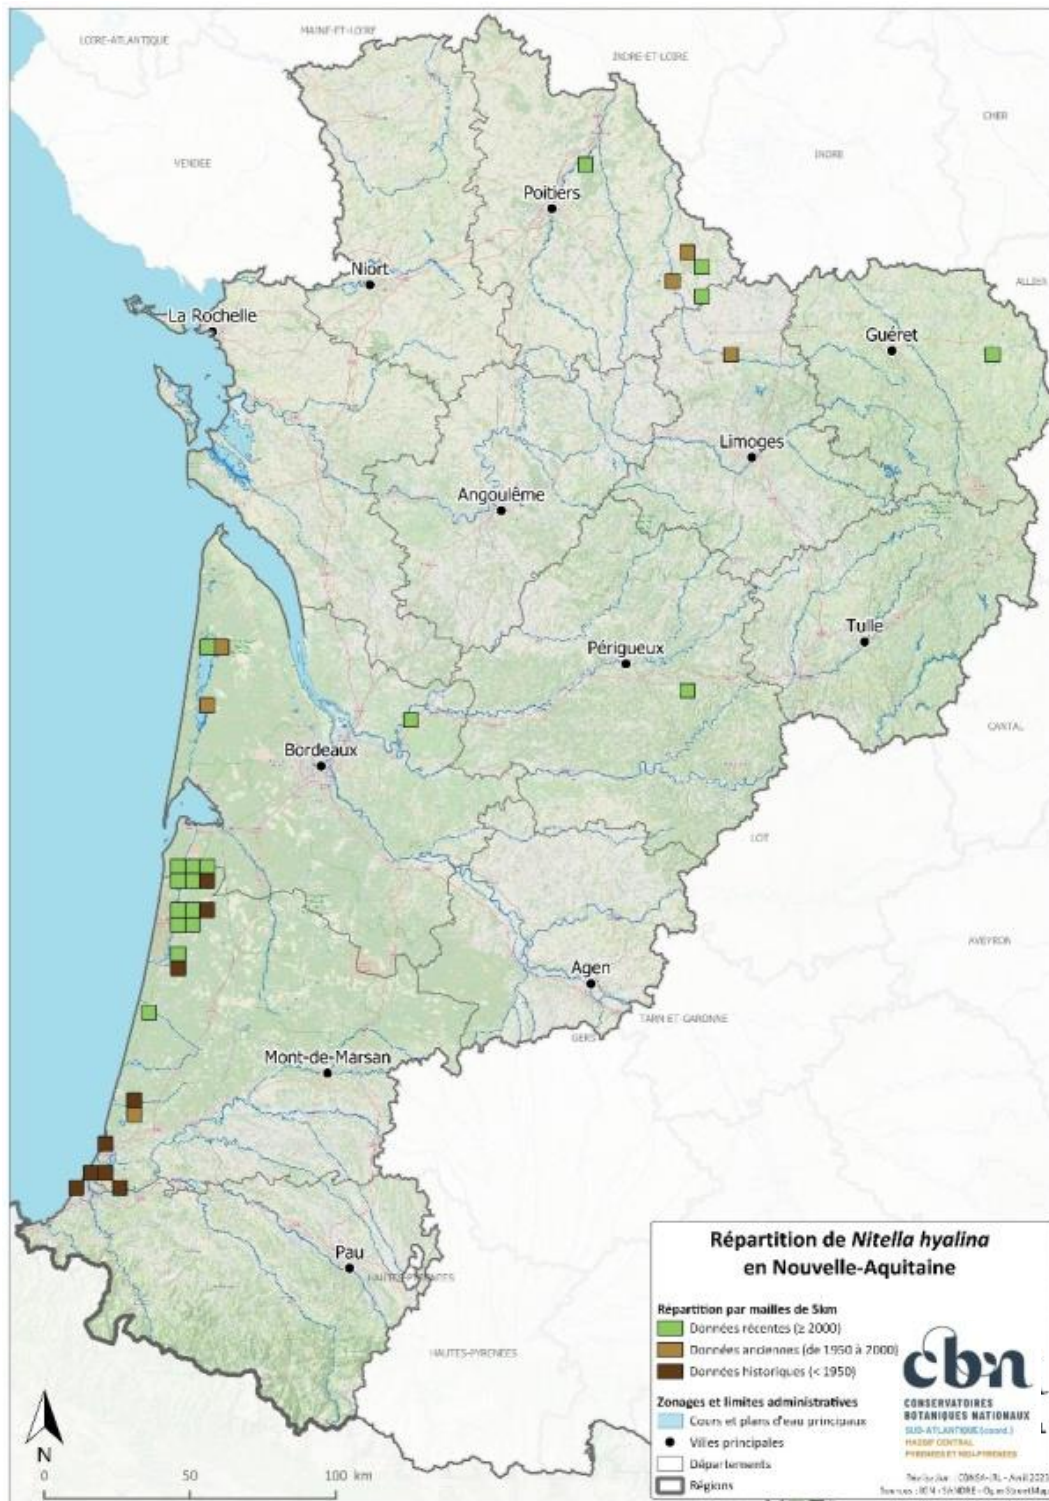 MAINE-ET-LOIRE
LOIRE-ATLANTIQUE
INDRE-ET-LOIRE
CHER
INDRE
VENDEE
Poitiers
Niort
ALLIER
La Rochelle
Guéret
Limoges
Angoulême
Tulle
Périgueux
CANTAL
Bordeaux
LOT
AVEYRON
Agen
TARN ET GARONNE
GERS
Mont-de-Marsan
Pau
HAUTES-PYRENEES
HAUTES-PYRENEES
Répartition de Nitella hyalina
en Nouvelle-Aquitaine
Répartition par mailles de 5km
Données récentes (≥ 2000)
Données anciennes (de 1950 à 2000)
Données historiques (< 1950)
Zonages et limites administratives
Cours et plans d'eau principaux
Villes principales
Départements
Régions
cbn
CONSERVATOIRES
BOTANIQUES NATIONAUX
SUD-ATLANTIQUE (coord.)
MASSIF CENTRAL
PYRENEES ET MIDI-PYRENEES
N
0 50 100 km